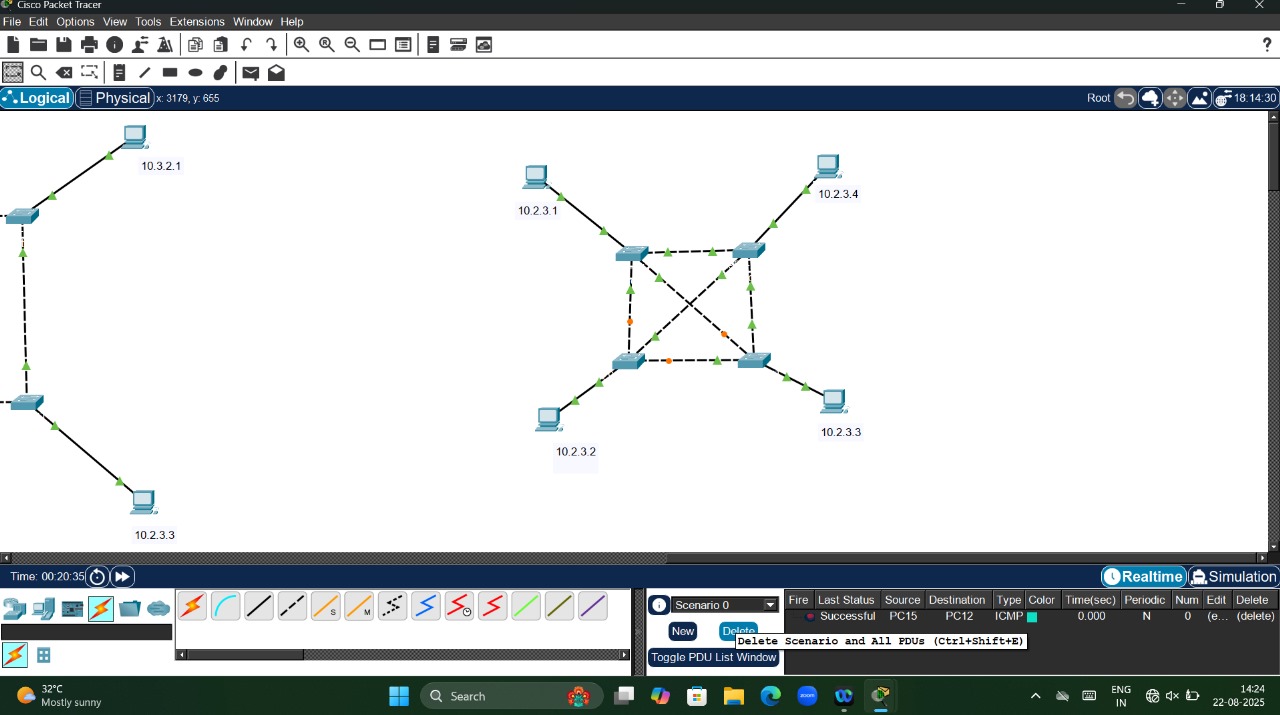 Cisco Packet Tracer
File Edit Options View Tools Extensions Window Help
?
S M
Logical Physical x: 3179, y: 655 Root 18:14:30
10.3.2.1
10.2.3.1
10.2.3.4
10.2.3.2
10.2.3.3
10.2.3.3
Time: 00:20:35 Realtime Simulation
Scenario 0
New Delete
Toggle PDU List Window
Fire Last Status Source Destination Type Color Time(sec) Periodic Num Edit Delete
Successful PC15 PC12 ICMP 0.000 N 0 (e... (delete)
Delete Scenario and All PDUs (Ctrl+Shift+E)
32°C
Mostly sunny
Search
zoom
ENG
IN
14:24
22-08-2025